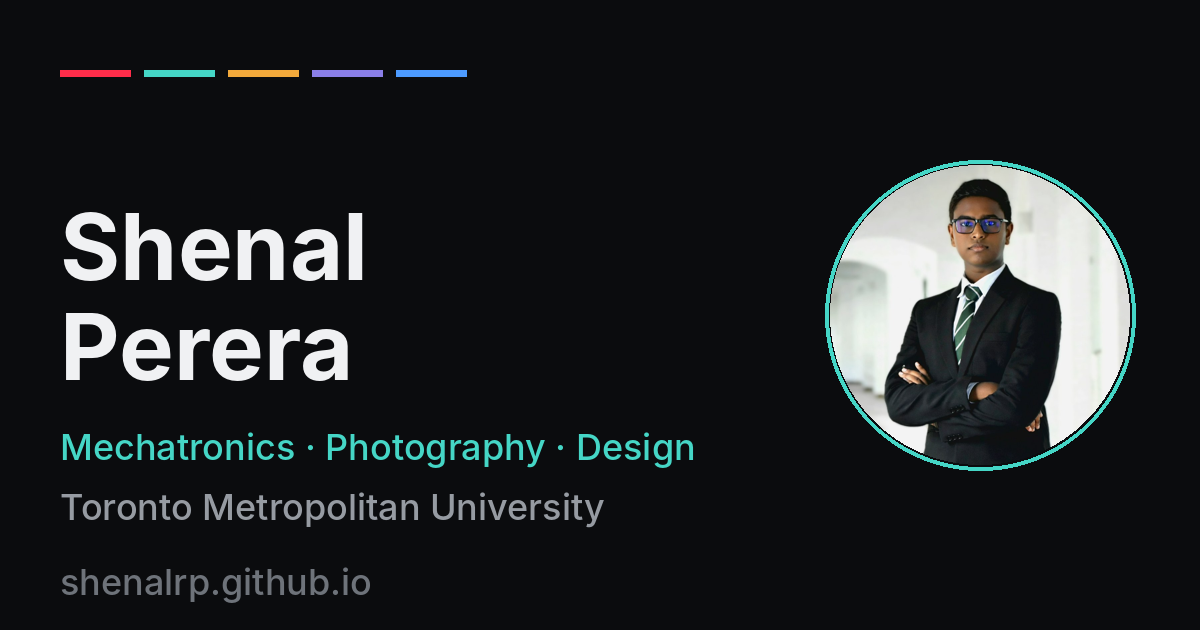 Shenal
Perera
Mechatronics · Photography · Design
Toronto Metropolitan University
shenalrp.github.io